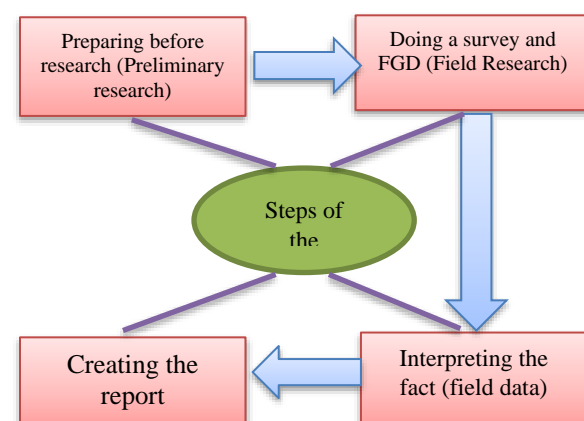 Preparing before
research (Preliminary
research)
Doing a survey and
FGD (Field Research)
Steps of
the
Creating the
report
Interpreting the
fact (field data)